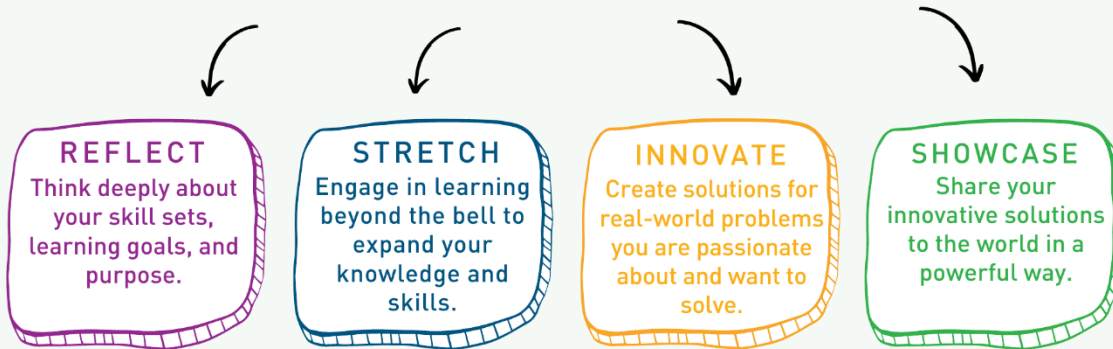 REFLECT
Think deeply about
your skill sets,
learning goals, and
purpose.
STRETCH
Engage in learning
beyond the bell to
expand your
knowledge and
skills.
INNOVATE
Create solutions for
real-world problems
you are passionate
about and want to
solve.
SHOWCASE
Share your
innovative solutions
to the world in a
powerful way.